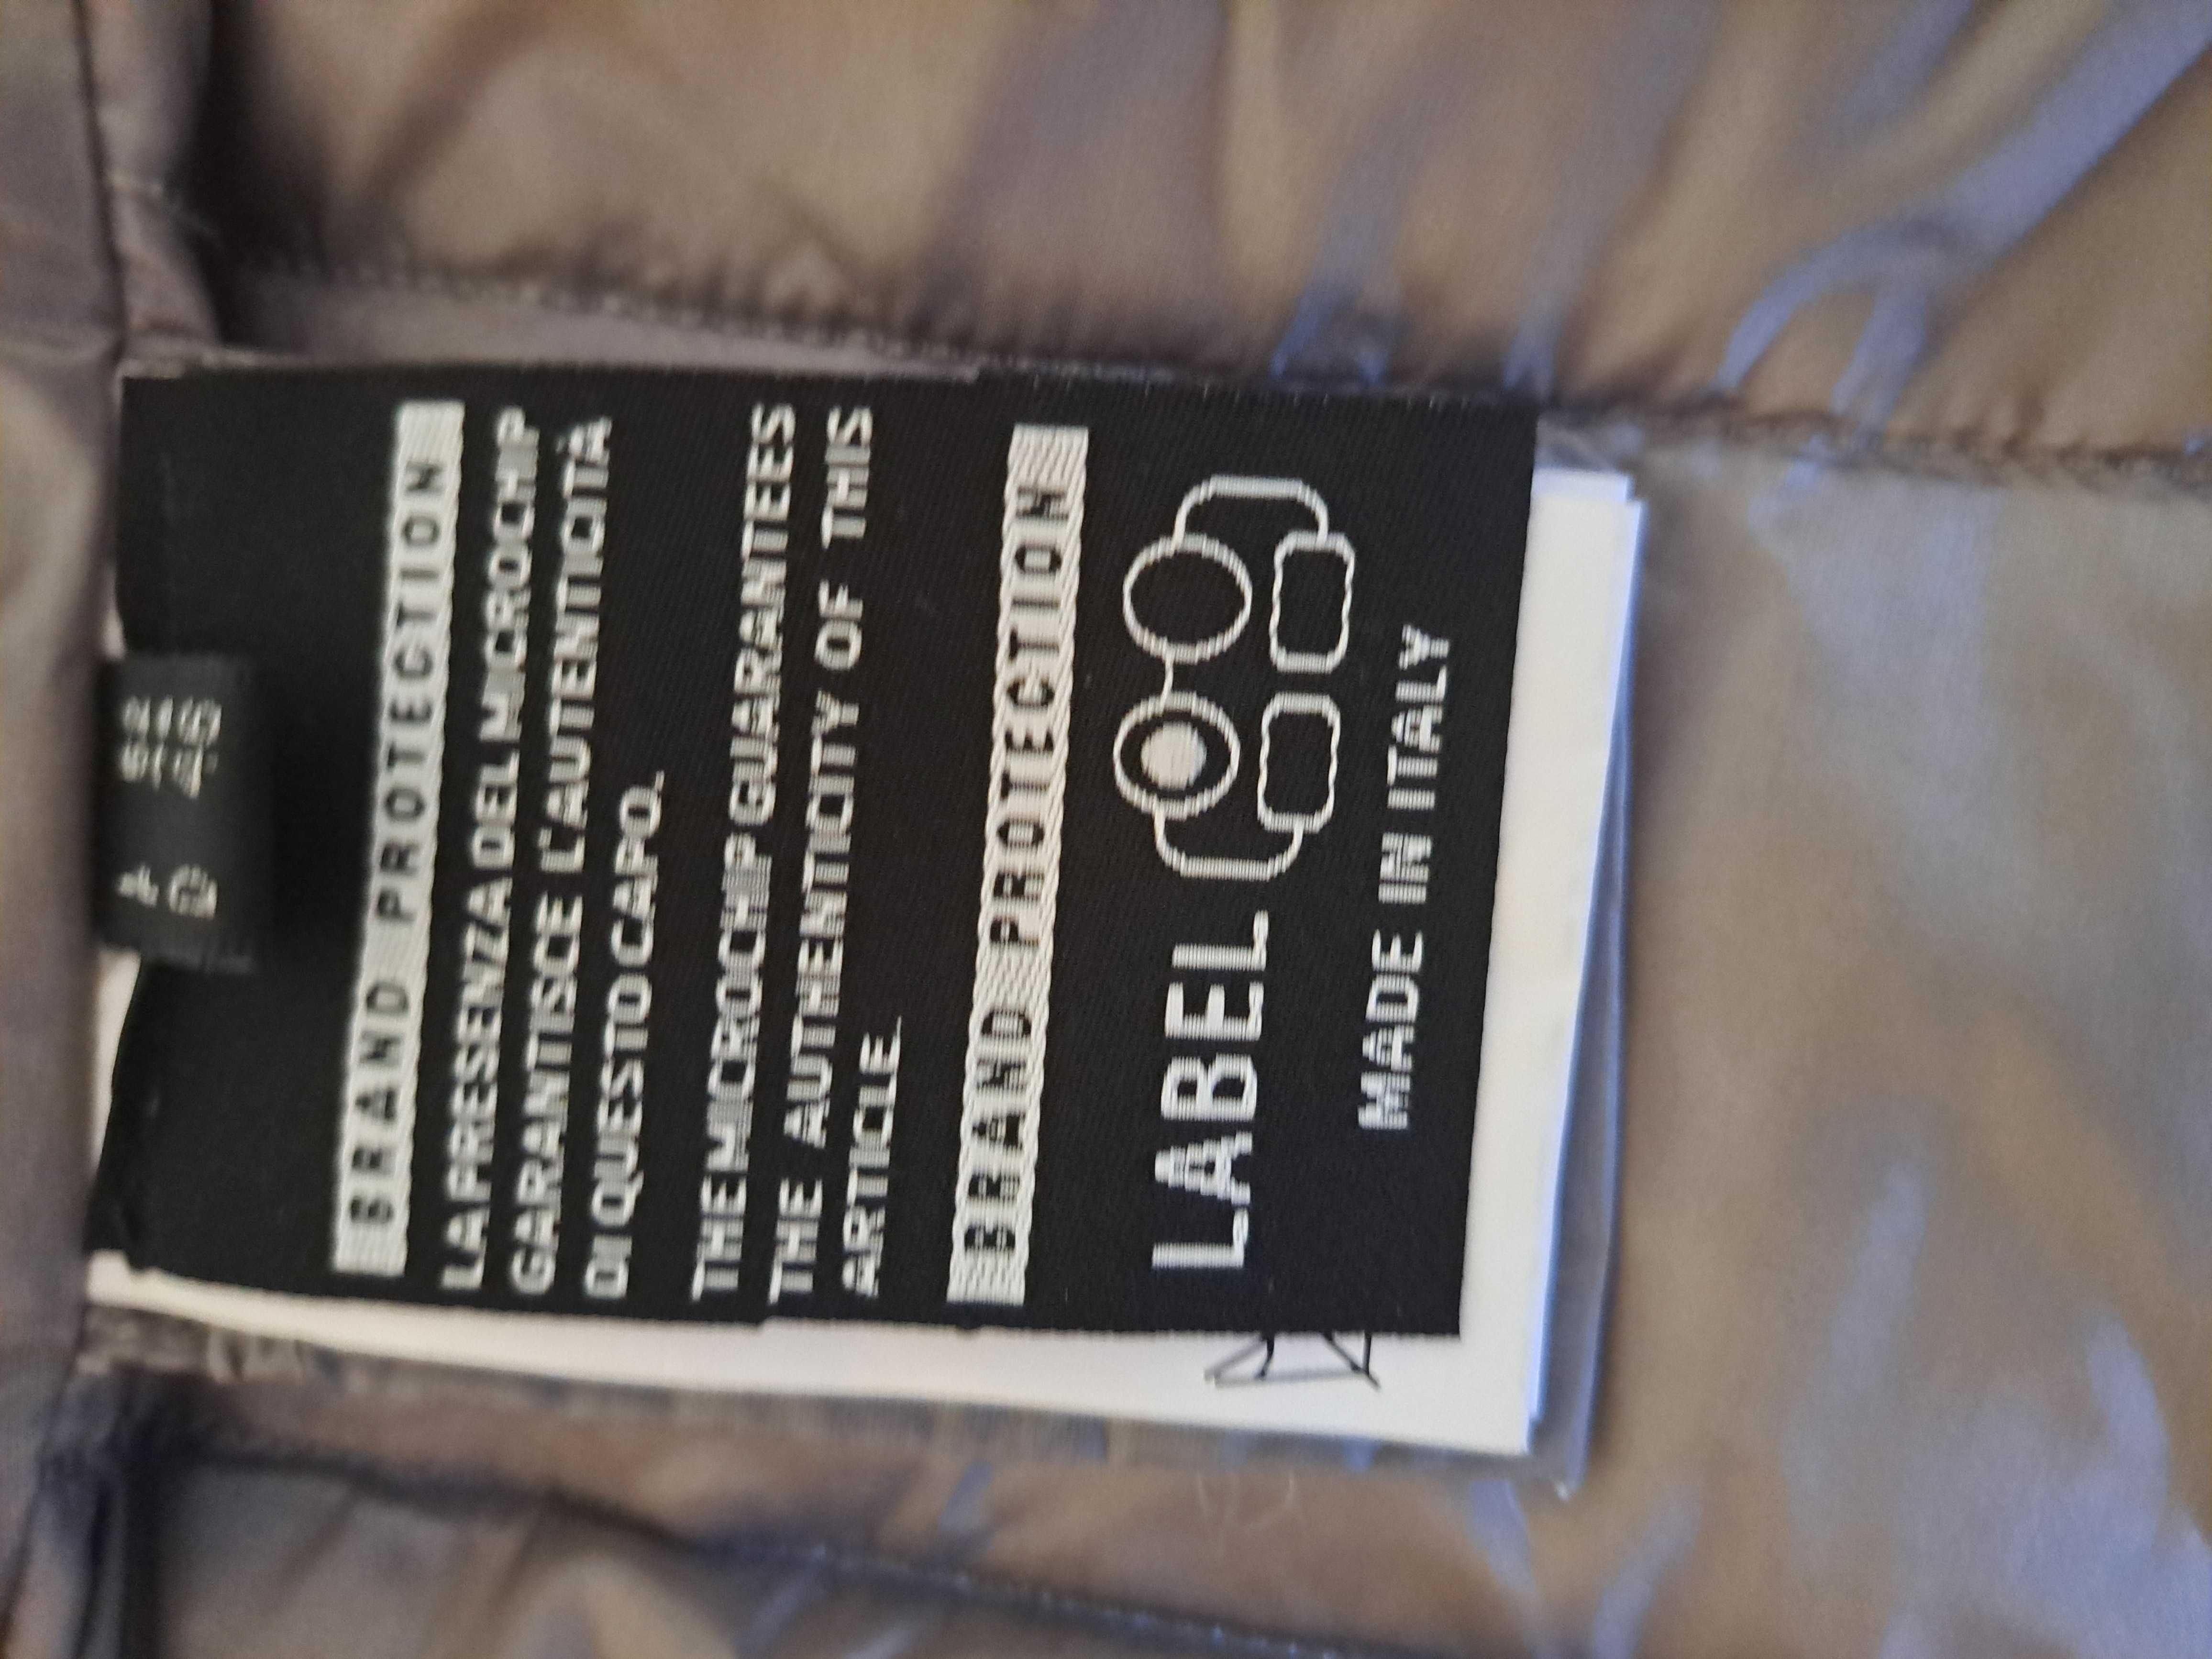 BRAND PROTECTION
LA PRESENZA DEL MICROCHIP
GARANTISCE L'AUTENTICITÀ
DI QUESTO CAPO.
THE MICROCHIP GUARANTEES
THE AUTHENTICITY OF THIS
ARTICLE.
BRAND PROTECTION
LABEL
MADE IN ITALY